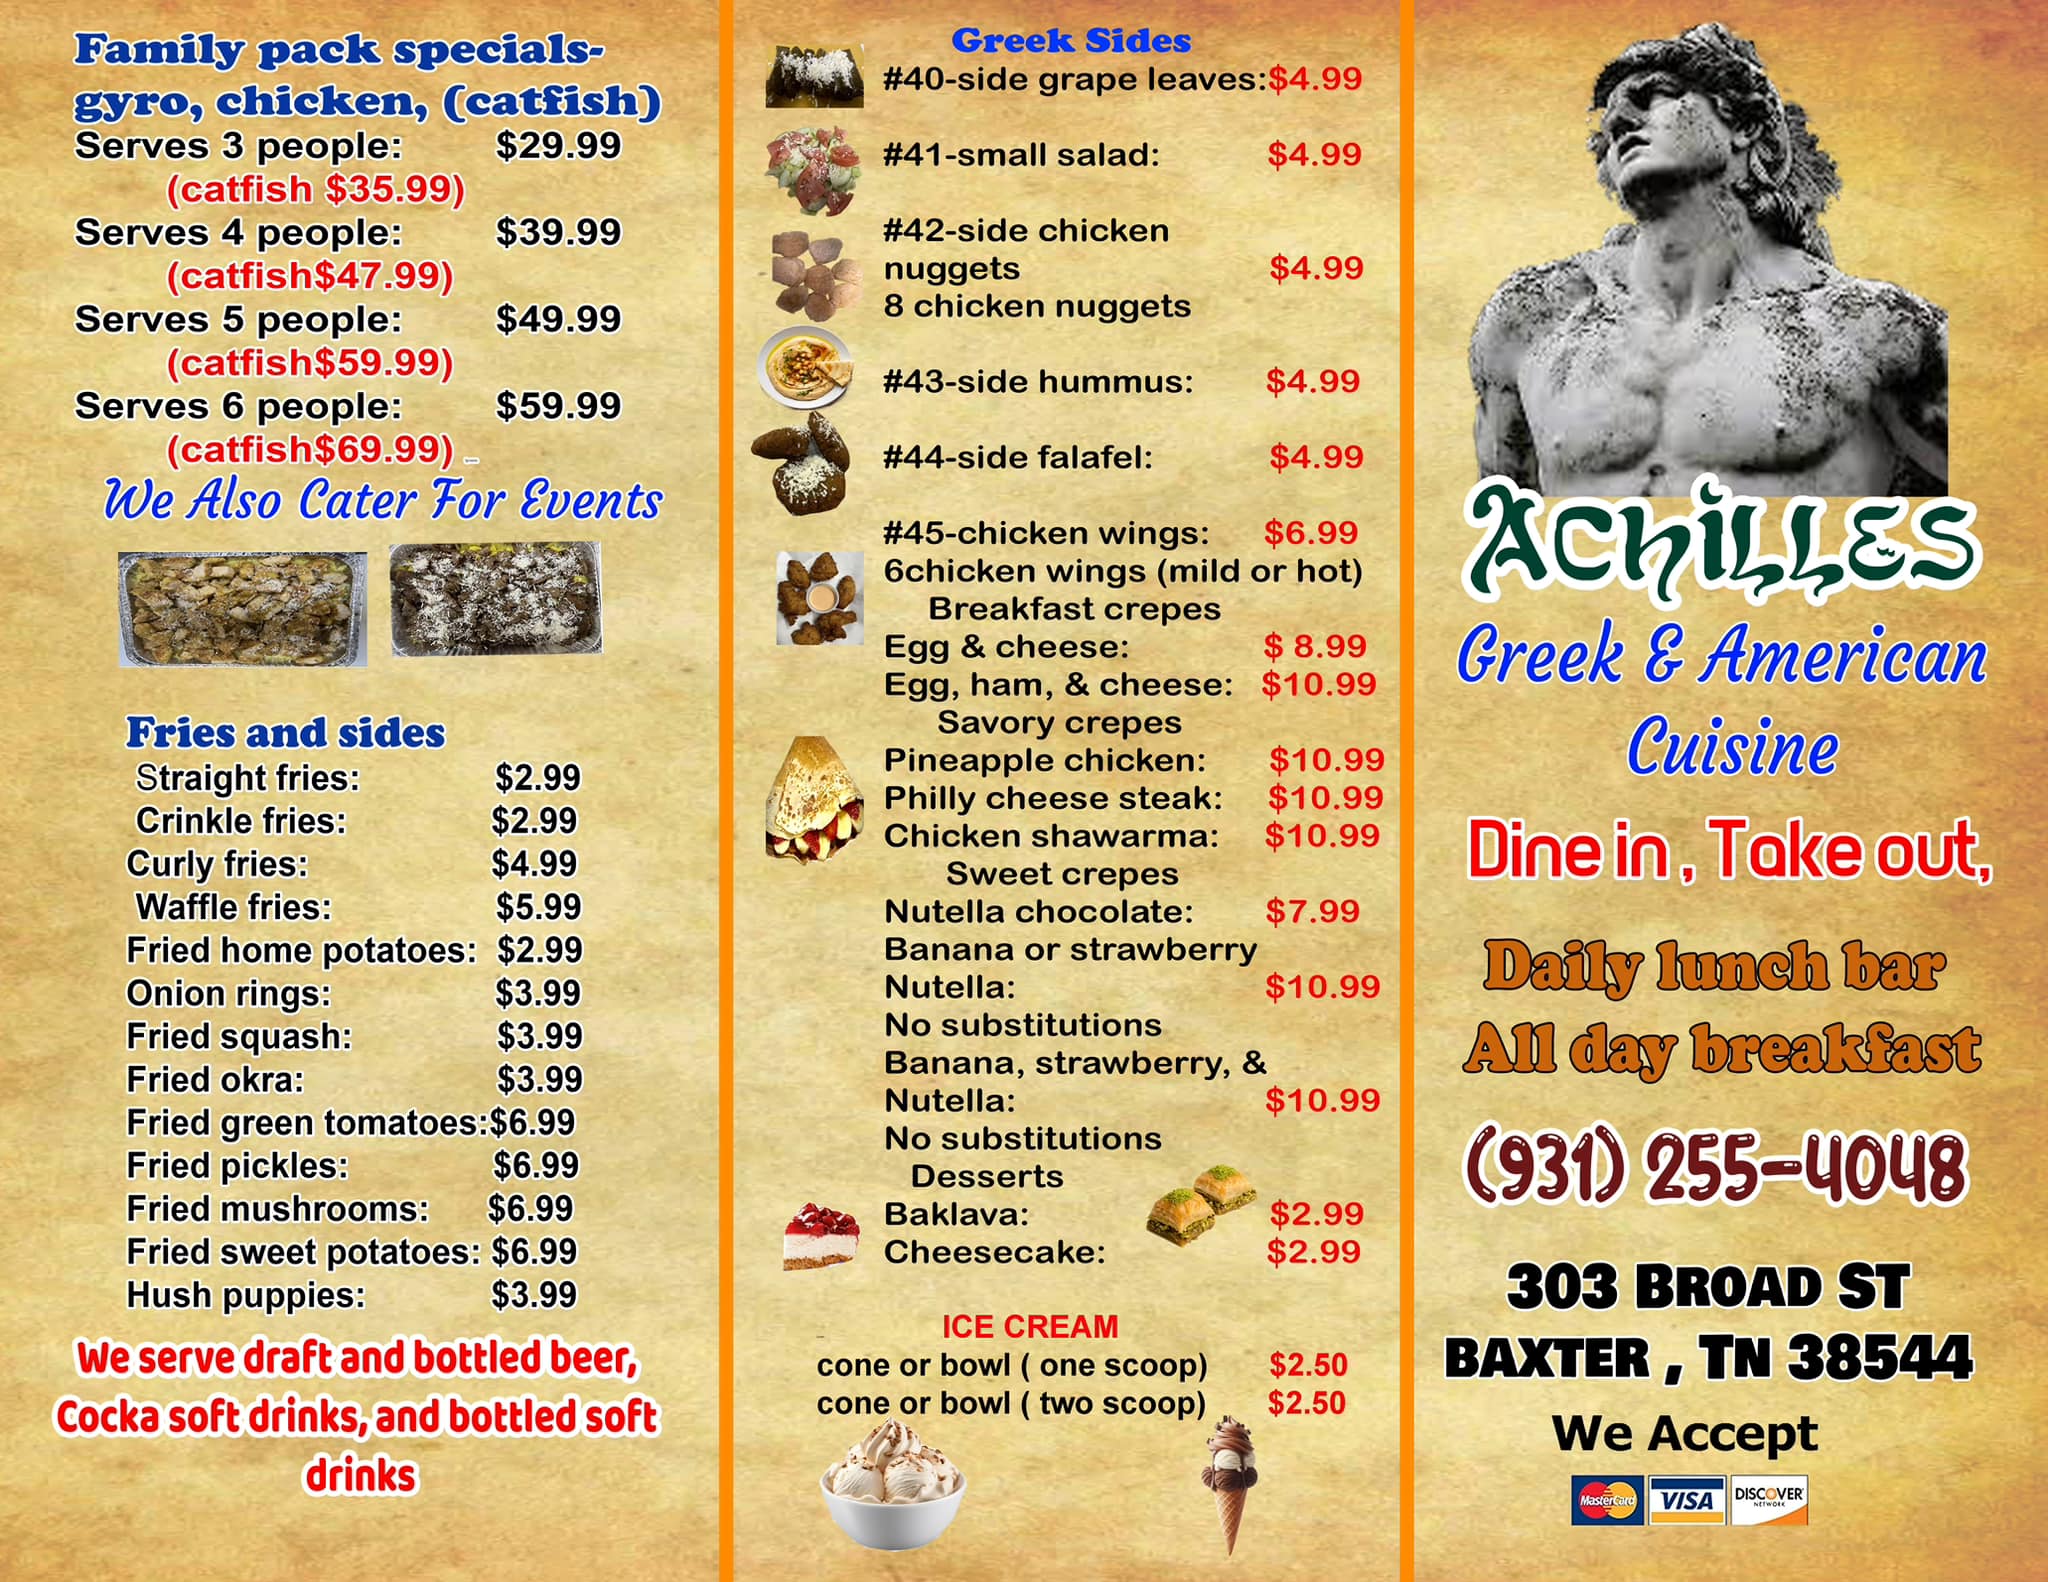 Family pack specials-
gyro, chicken, (catfish)
Serves 3 people: $29.99
(catfish $35.99)
Serves 4 people: $39.99
(catfish$47.99)
Serves 5 people: $49.99
(catfish$59.99)
Serves 6 people: $59.99
(catfish$69.99)
We Also Cater For Events
Fries and sides
Straight fries: $2.99
Crinkle fries: $2.99
Curly fries: $4.99
Waffle fries: $5.99
Fried home potatoes: $2.99
Onion rings: $3.99
Fried squash: $3.99
Fried okra: $3.99
Fried green tomatoes:$6.99
Fried pickles: $6.99
Fried mushrooms: $6.99
Fried sweet potatoes: $6.99
Hush puppies: $3.99
We serve draft and bottled beer,
Cocka soft drinks, and bottled soft
drinks
Greek Sides
#40-side grape leaves:$4.99
#41-small salad: $4.99
#42-side chicken
nuggets $4.99
8 chicken nuggets
#43-side hummus: $4.99
#44-side falafel: $4.99
#45-chicken wings: $6.99
6chicken wings (mild or hot)
Breakfast crepes
Egg & cheese: $ 8.99
Egg, ham, & cheese: $10.99
Savory crepes
Pineapple chicken: $10.99
Philly cheese steak: $10.99
Chicken shawarma: $10.99
Sweet crepes
Nutella chocolate: $7.99
Banana or strawberry
Nutella: $10.99
No substitutions
Banana, strawberry, &
Nutella: $10.99
No substitutions
Desserts
Baklava: $2.99
Cheesecake: $2.99
ICE CREAM
cone or bowl ( one scoop) $2.50
cone or bowl ( two scoop) $2.50
ACHILLES
Greek & American
Cuisine
Dine in , Take out,
Daily lunch bar
All day breakfast
(931) 255-4048
303 BROAD ST
BAXTER , TN 38544
We Accept
MasterCard VISA DISCOVER
NETWORK